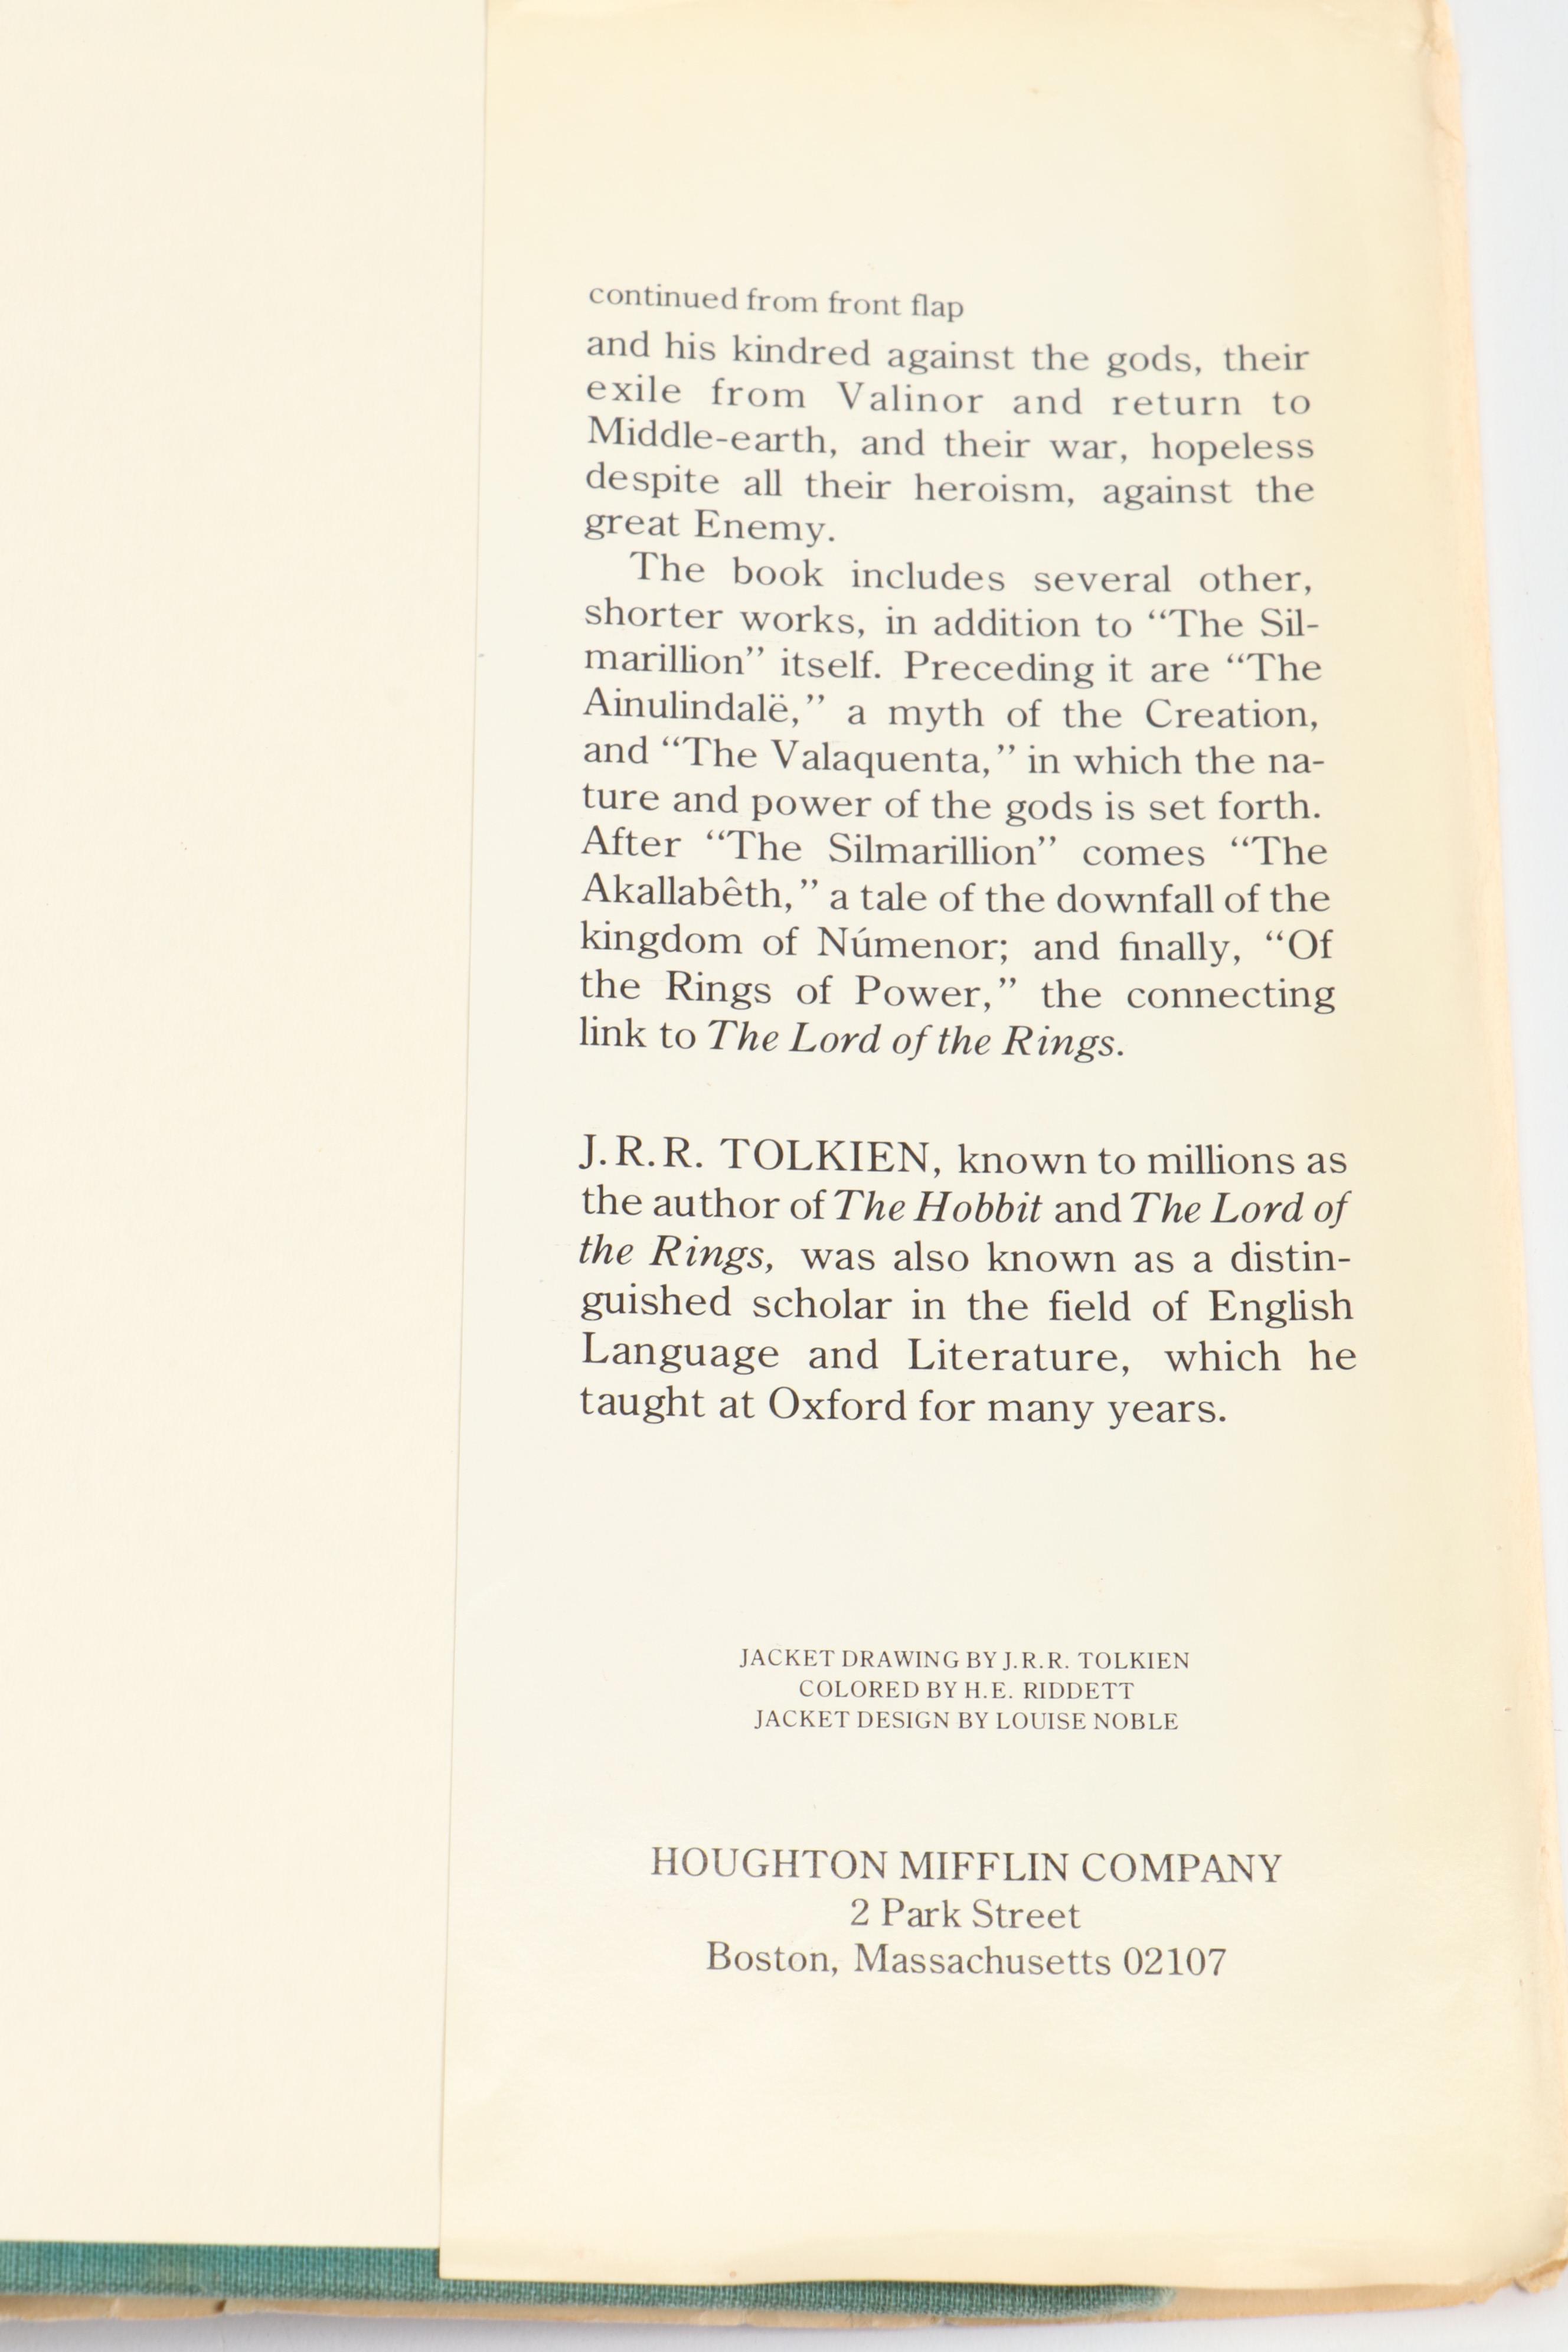 continued from front flap
and his kindred against the gods, their
exile from Valinor and return to
Middle-earth, and their war, hopeless
despite all their heroism, against the
great Enemy.
The book includes several other,
shorter works, in addition to “The Sil-
marillion” itself. Preceding it are “The
Ainulindalë,” a myth of the Creation,
and “The Valaquenta,” in which the na-
ture and power of the gods is set forth.
After “The Silmarillion” comes “The
Akallabêth,” a tale of the downfall of the
kingdom of Númenor; and finally, “Of
the Rings of Power,” the connecting
link to The Lord of the Rings.
J.R.R. TOLKIEN, known to millions as
the author of The Hobbit and The Lord of
the Rings, was also known as a distin-
guished scholar in the field of English
Language and Literature, which he
taught at Oxford for many years.
JACKET DRAWING BY J.R.R. TOLKIEN
COLORED BY H.E. RIDDETT
JACKET DESIGN BY LOUISE NOBLE
HOUGHTON MIFFLIN COMPANY
2 Park Street
Boston, Massachusetts 02107